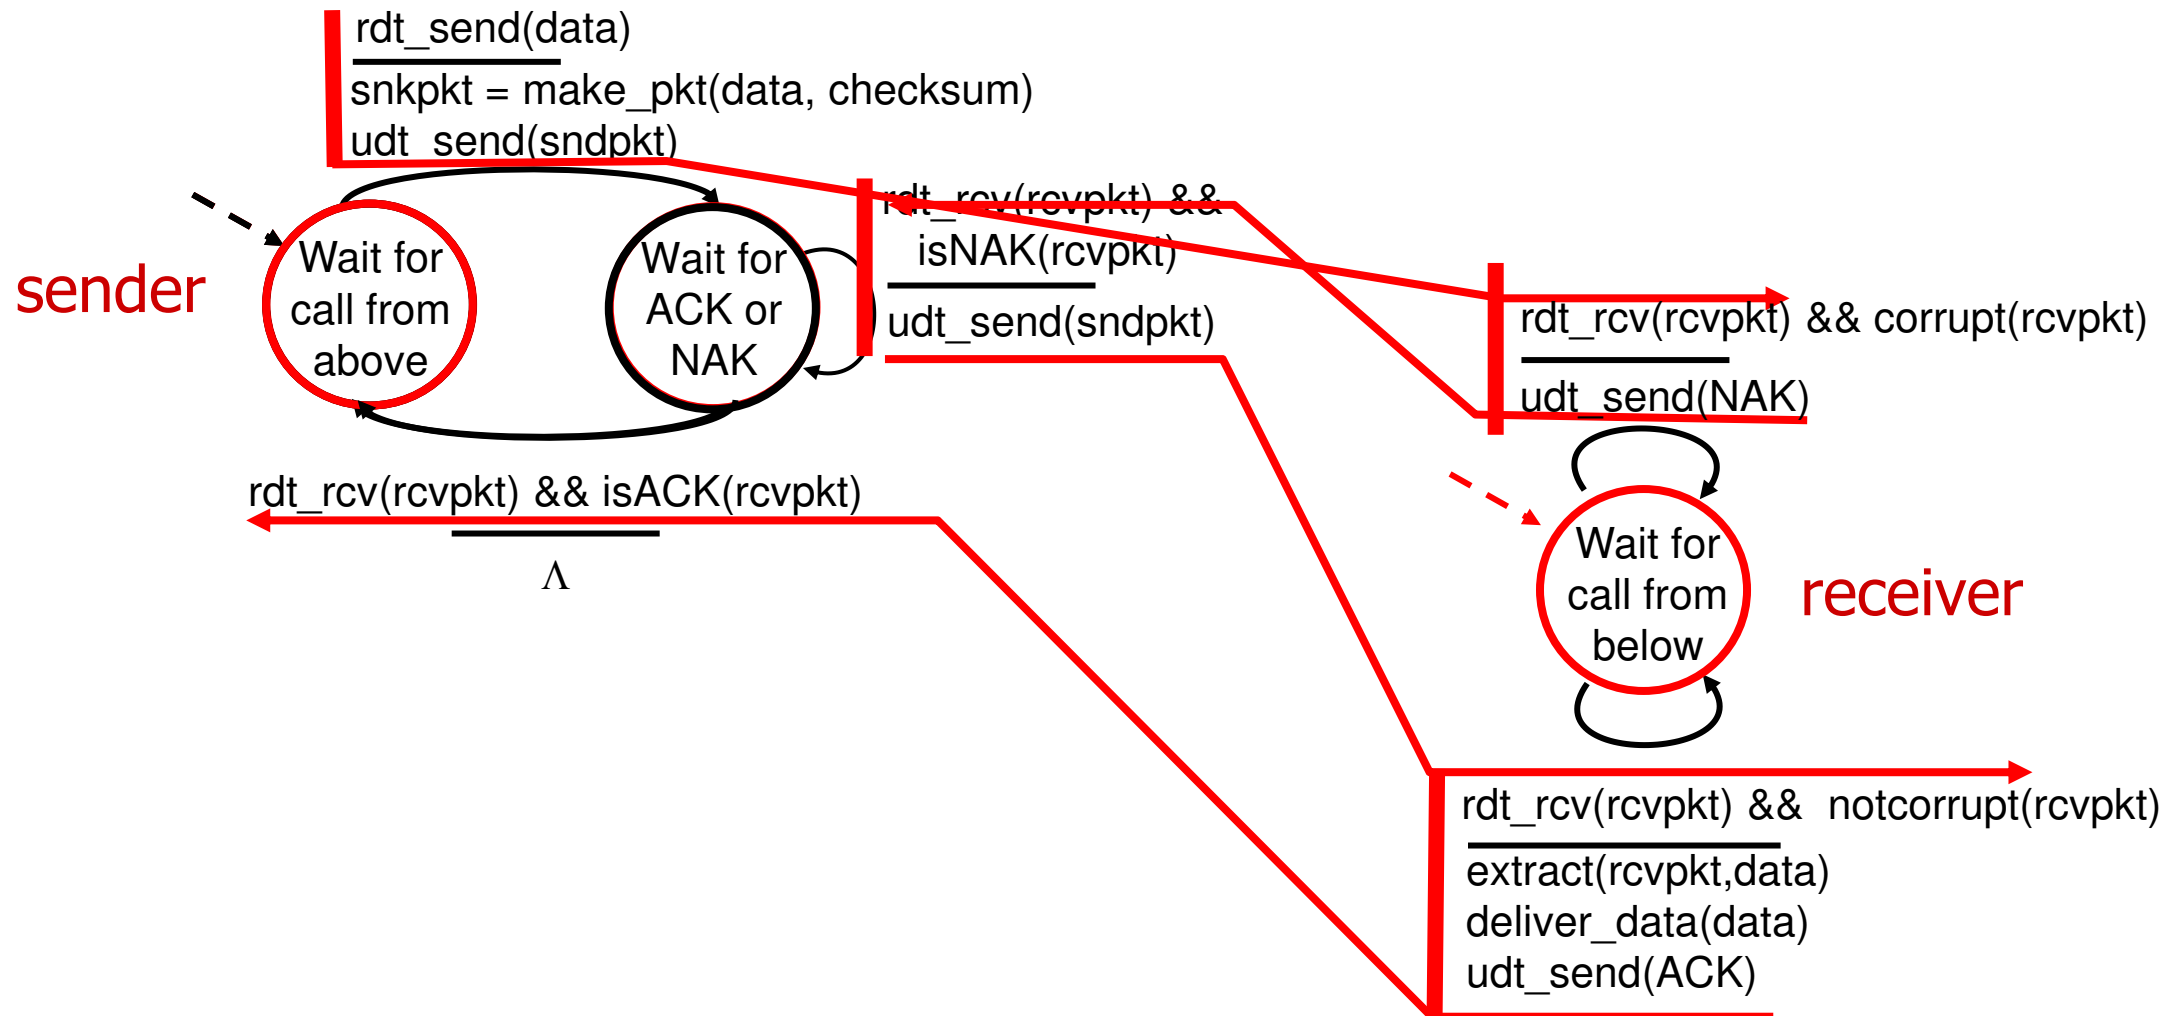 rdt_send(data)
snkpkt = make_pkt(data, checksum)
udt_send(sndpkt)
sender
Wait for
call from
above
Wait for
ACK or
NAK
rdt_rcv(rcvpkt) &&
isNAK(rcvpkt)
udt_send(sndpkt)
rdt_rcv(rcvpkt) && isACK(rcvpkt)
Λ
rdt_rcv(rcvpkt) && corrupt(rcvpkt)
udt_send(NAK)
Wait for
call from
below
receiver
rdt_rcv(rcvpkt) && notcorrupt(rcvpkt)
extract(rcvpkt,data)
deliver_data(data)
udt_send(ACK)